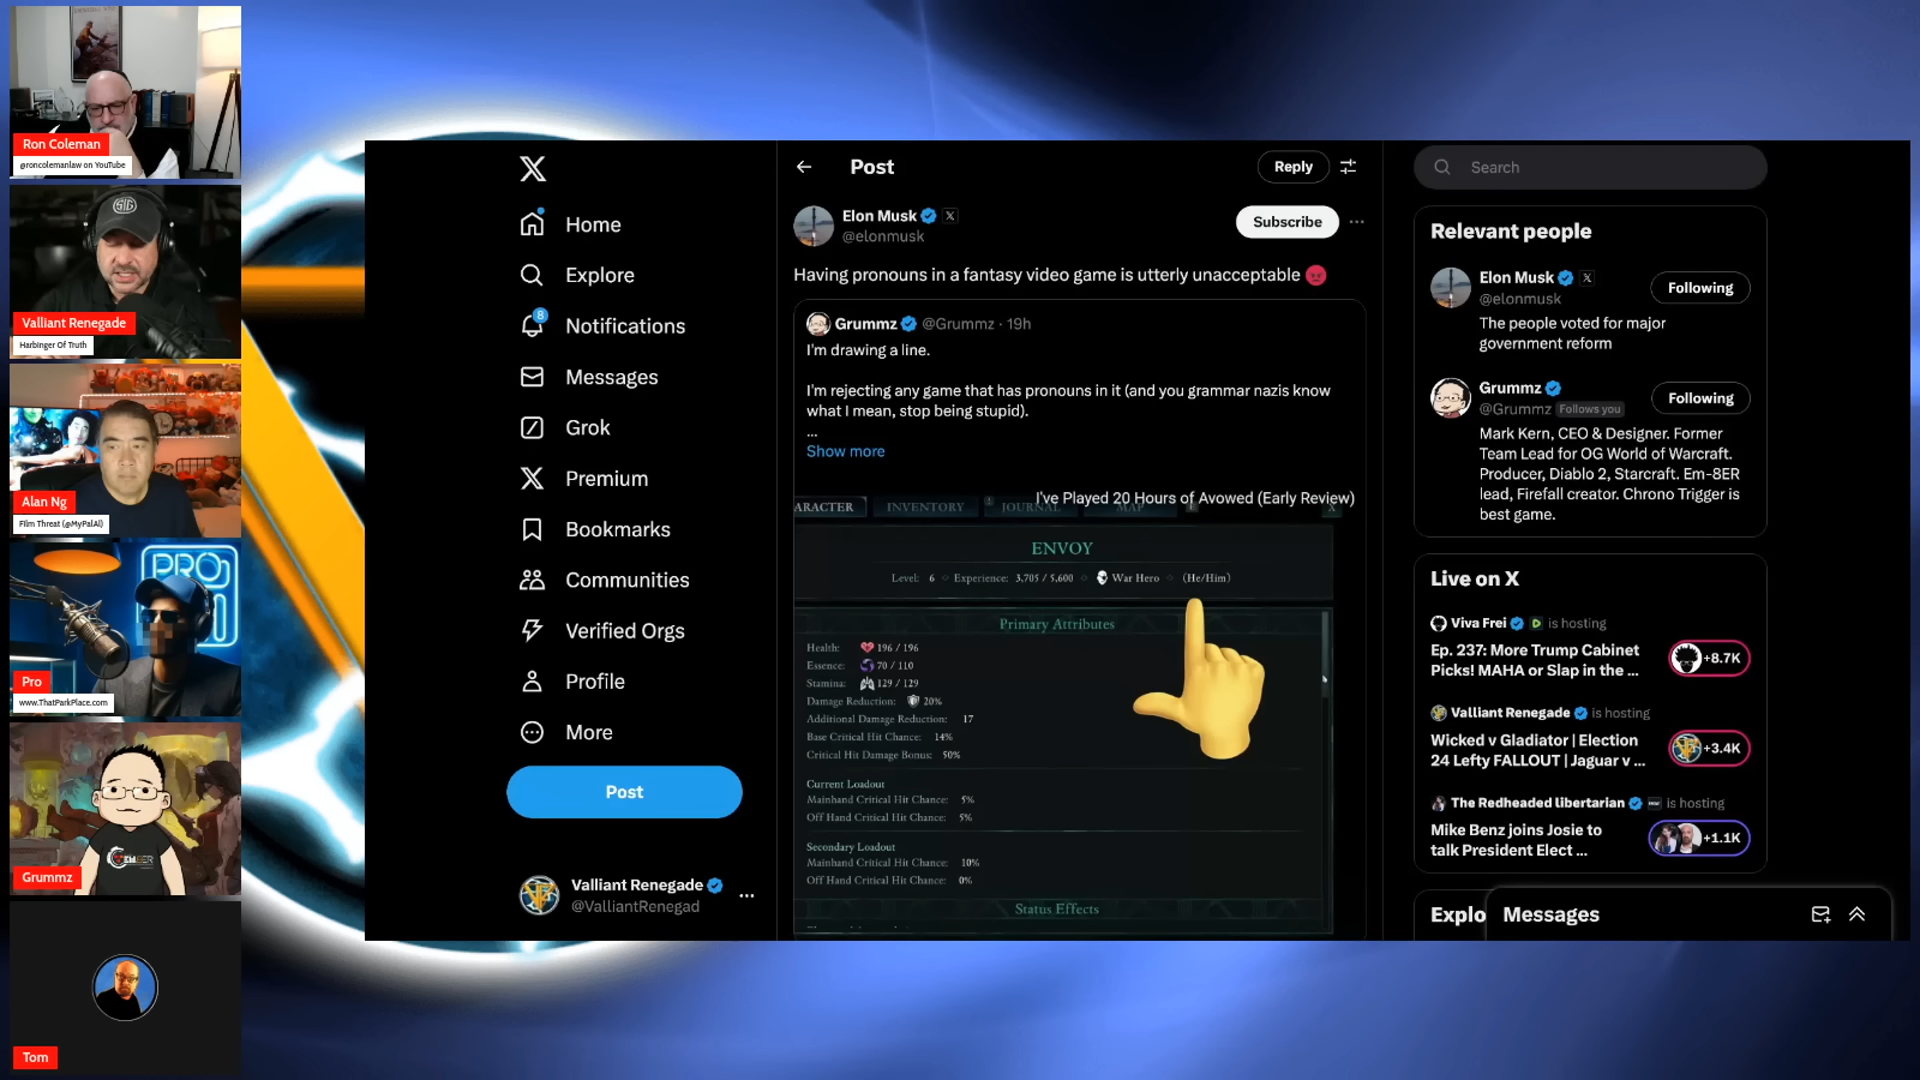 Ron Coleman
@roncolemanlaw on YouTube
SIG
Valliant Renegade
Harbinger Of Truth
Alan Ng
Film Threat (@MyPalAl)
PRO
Pro
www.ThatParkPlace.com
EMBER
Grummz
Tom
Home
Explore
8
Notifications
Messages
Grok
Premium
Bookmarks
Communities
Verified Orgs
Profile
More
Post
Valliant Renegade
@ValliantRenegad
Post
Reply
Elon Musk
@elonmusk
Subscribe
Having pronouns in a fantasy video game is utterly unacceptable
Grummz @Grummz · 19h
I'm drawing a line.
I'm rejecting any game that has pronouns in it (and you grammar nazis know
what I mean, stop being stupid).
...
Show more
I've Played 20 Hours of Avowed (Early Review)
ARACTER INVENTORY JOURNAL MAP
ENVOY
Level: 6 Experience: 3,705 / 5,600 War Hero (He/Him)
Primary Attributes
Health: 196 / 196
Essence: 70 / 110
Stamina: 129 / 129
Damage Reduction: 20%
Additional Damage Reduction: 17
Base Critical Hit Chance: 14%
Critical Hit Damage Bonus: 50%
Current Loadout
Mainhand Critical Hit Chance: 5%
Off Hand Critical Hit Chance: 5%
Secondary Loadout
Mainhand Critical Hit Chance: 10%
Off Hand Critical Hit Chance: 0%
Status Effects
Search
Relevant people
Elon Musk
@elonmusk
Following
The people voted for major
government reform
Grummz
@Grummz Follows you
Following
Mark Kern, CEO & Designer. Former
Team Lead for OG World of Warcraft.
Producer, Diablo 2, Starcraft. Em-8ER
lead, Firefall creator. Chrono Trigger is
best game.
Live on X
Viva Frei is hosting
Ep. 237: More Trump Cabinet
Picks! MAHA or Slap in the ...
+8.7K
Valliant Renegade is hosting
Wicked v Gladiator | Election
24 Lefty FALLOUT | Jaguar v ...
+3.4K
The Redheaded libertarian is hosting
Mike Benz joins Josie to
talk President Elect ...
+1.1K
Explo
Messages